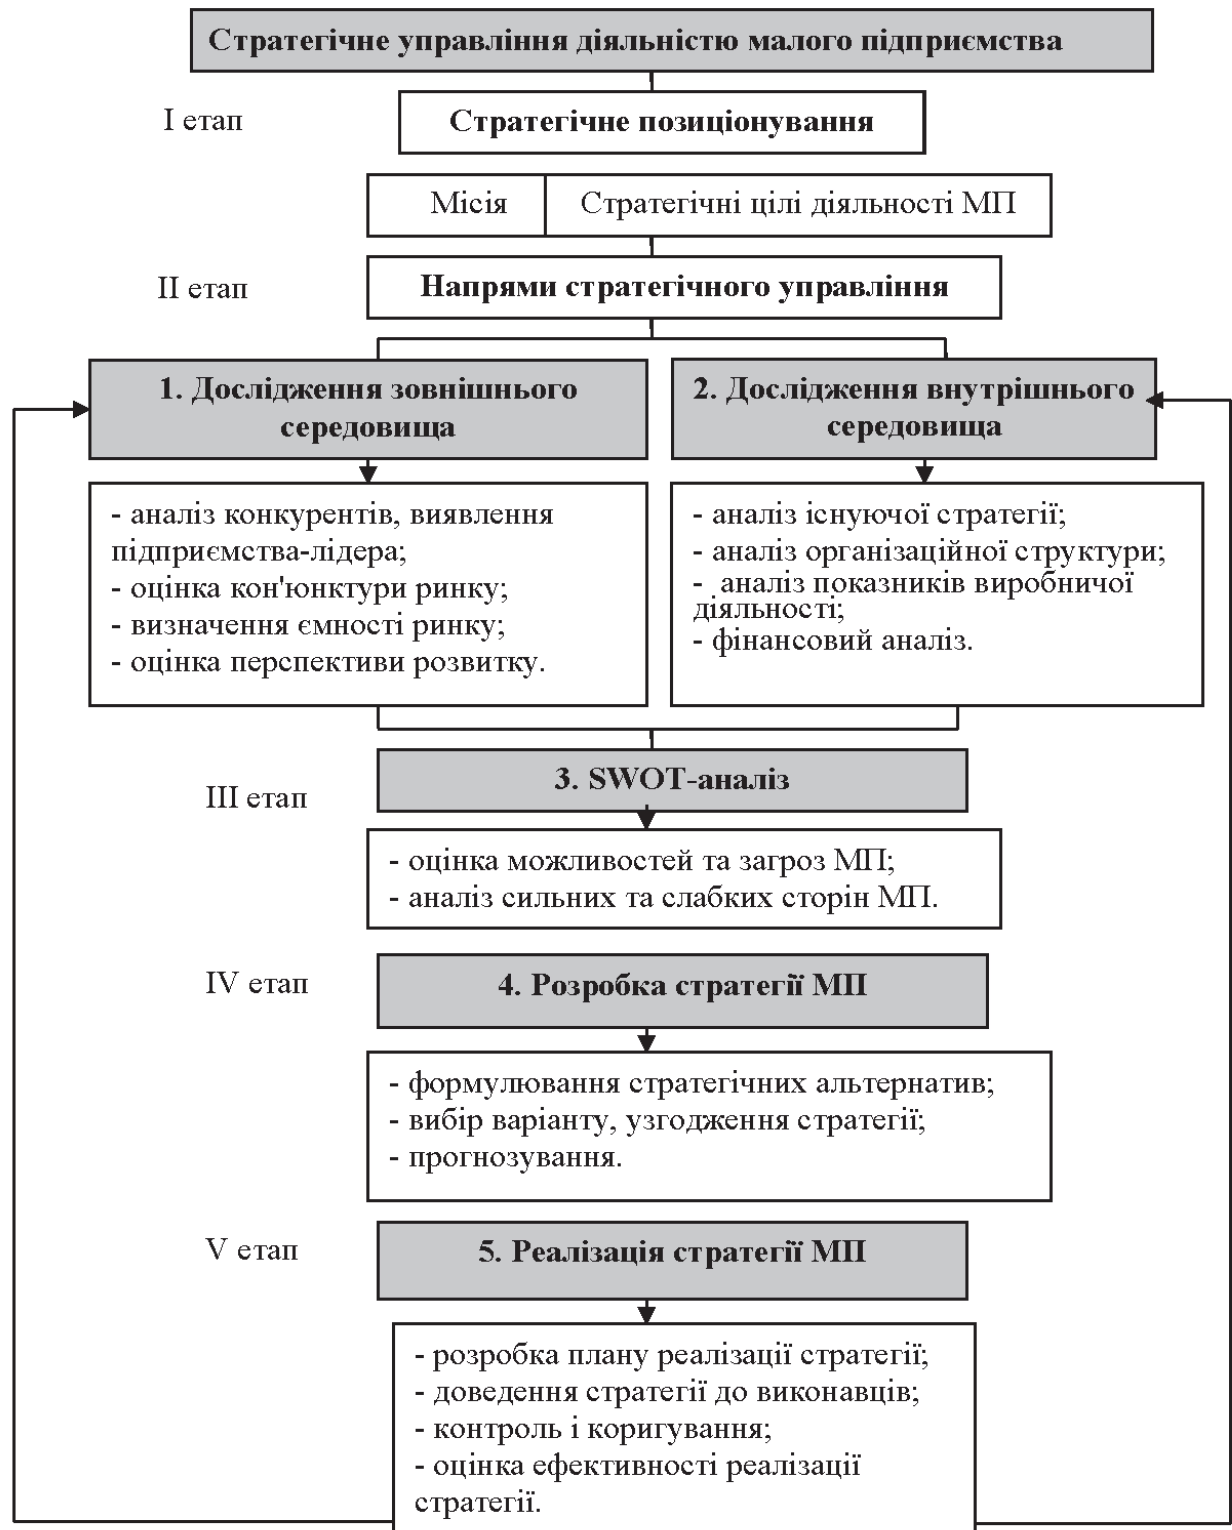 Стратегічне управління діяльністю малого підприємства
І етап
Стратегічне позиціонування
Місія
Стратегічні цілі діяльності МП
ІІ етап
Напрями стратегічного управління
1. Дослідження зовнішнього
середовища
2. Дослідження внутрішнього
середовища
- аналіз конкурентів, виявлення
підприємства-лідера;
- оцінка кон'юнктури ринку;
- визначення ємності ринку;
- оцінка перспективи розвитку.
- аналіз існуючої стратегії;
- аналіз організаційної структури;
- аналіз показників виробничої
діяльності;
- фінансовий аналіз.
ІІІ етап
3. SWOT-аналіз
- оцінка можливостей та загроз МП;
- аналіз сильних та слабких сторін МП.
IV етап
4. Розробка стратегії МП
- формулювання стратегічних альтернатив;
- вибір варіанту, узгодження стратегії;
- прогнозування.
V етап
5. Реалізація стратегії МП
- розробка плану реалізації стратегії;
- доведення стратегії до виконавців;
- контроль і коригування;
- оцінка ефективності реалізації
стратегії.